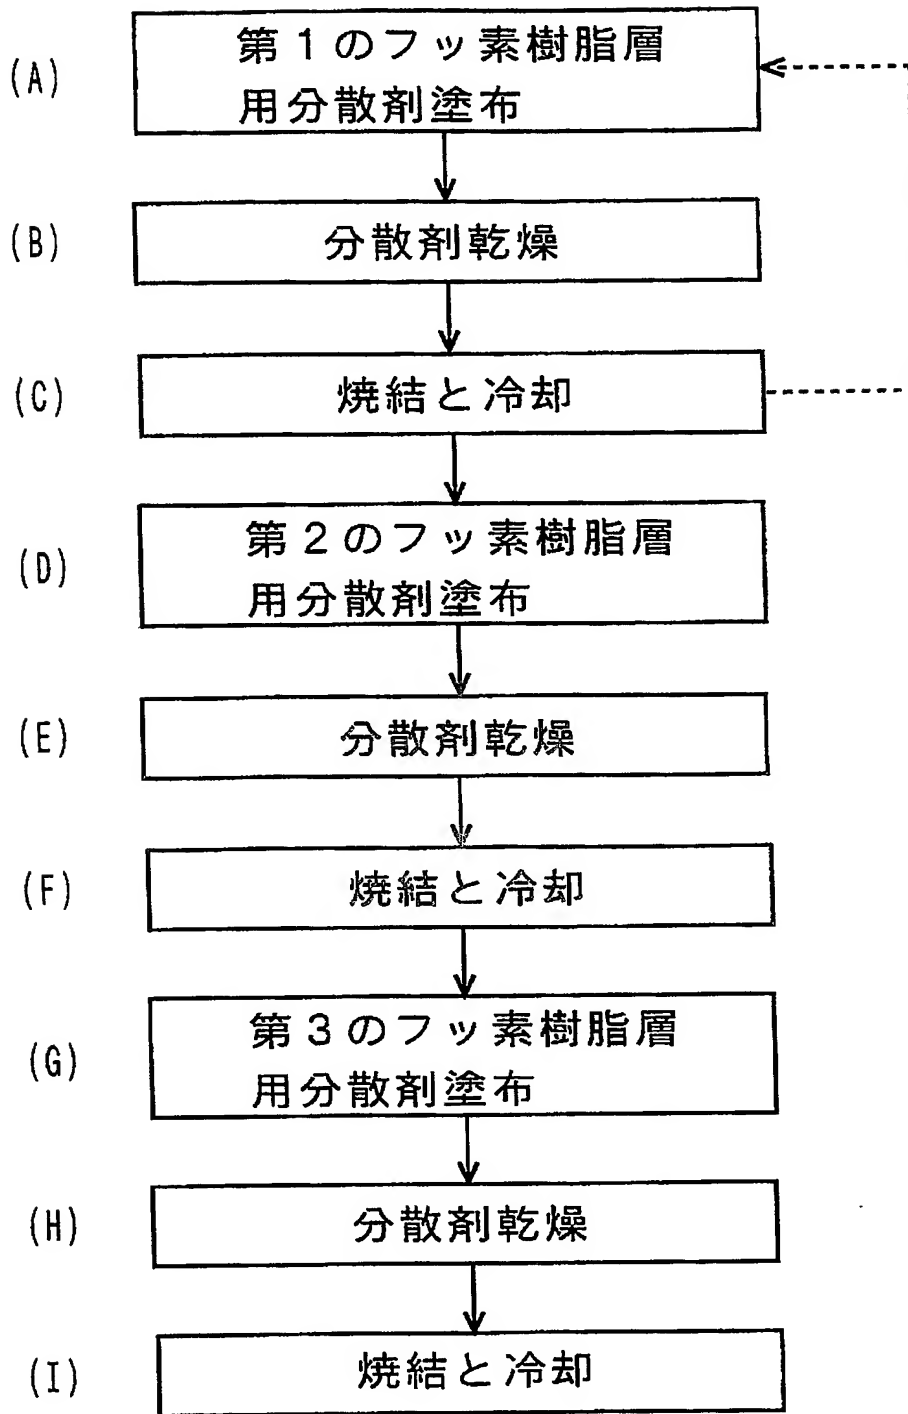 (A)
第1のフッ素樹脂層
用分散剤塗布
(B)
分散剤乾燥
(C)
焼結と冷却
(D)
第2のフッ素樹脂層
用分散剤塗布
(E)
分散剤乾燥
(F)
焼結と冷却
(G)
第3のフッ素樹脂層
用分散剤塗布
(H)
分散剤乾燥
(I)
焼結と冷却